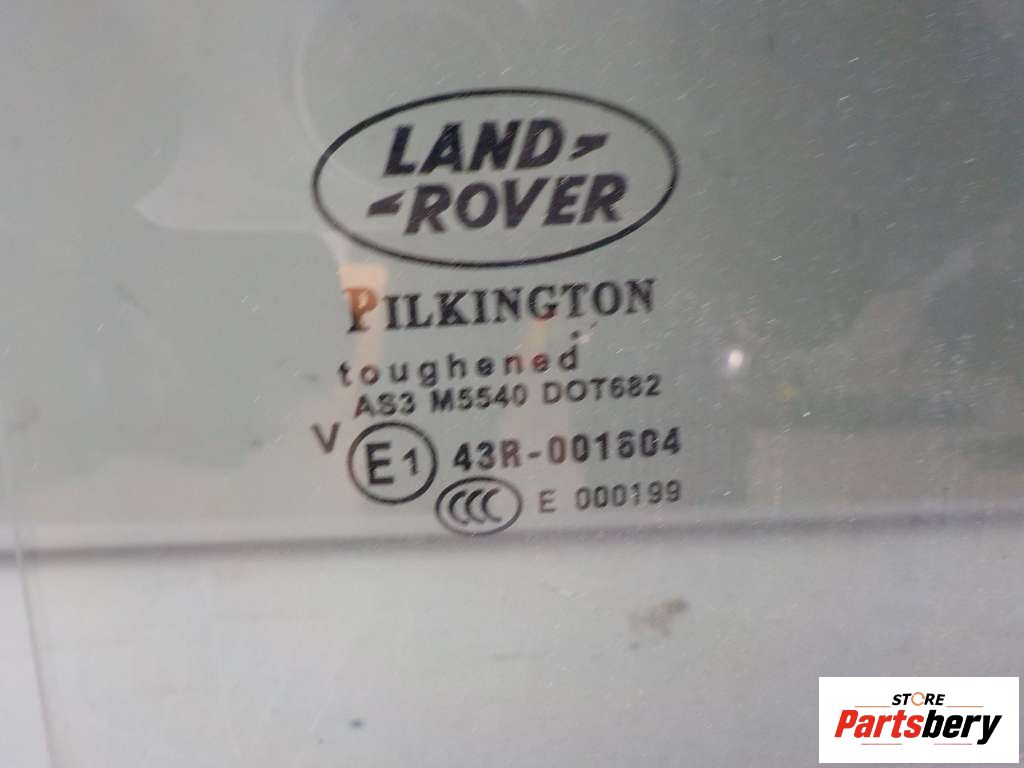 LAND
ROVER
PILKINGTON
toughened
AS3 M5540 DOT682
V E1 43R-001604
CCC E 000199
STORE
Partsbery